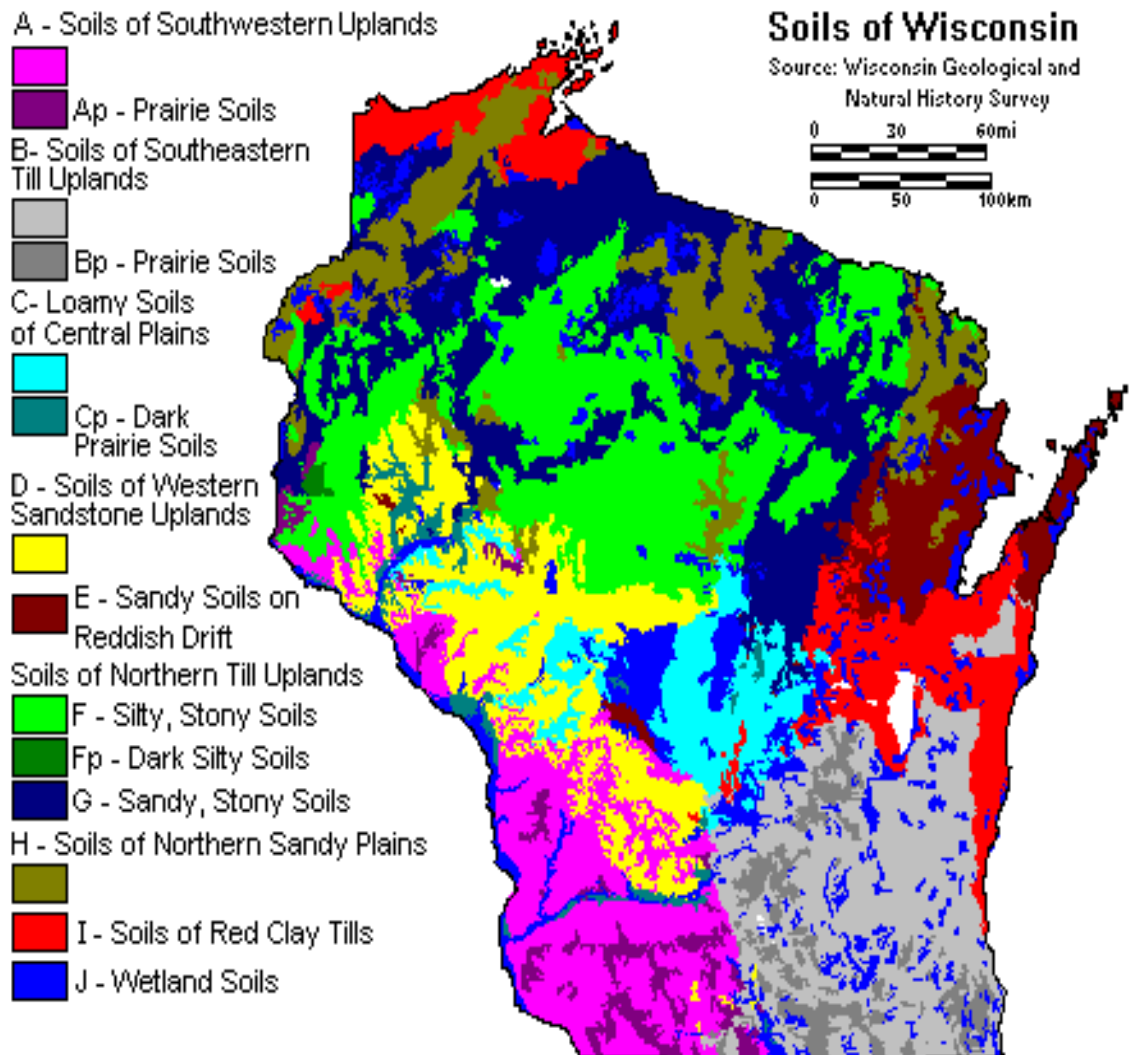 A - Soils of Southwestern Uplands
Ap - Prairie Soils
B- Soils of Southeastern
Till Uplands
Bp - Prairie Soils
C- Loamy Soils
of Central Plains
Cp - Dark
Prairie Soils
D - Soils of Western
Sandstone Uplands
E - Sandy Soils on
Reddish Drift
Soils of Northern Till Uplands
F - Silty, Stony Soils
Fp - Dark Silty Soils
G - Sandy, Stony Soils
H - Soils of Northern Sandy Plains
I - Soils of Red Clay Tills
J - Wetland Soils
Soils of Wisconsin
Source: Wisconsin Geological and
Natural History Survey
0 30 60mi
0 50 100km